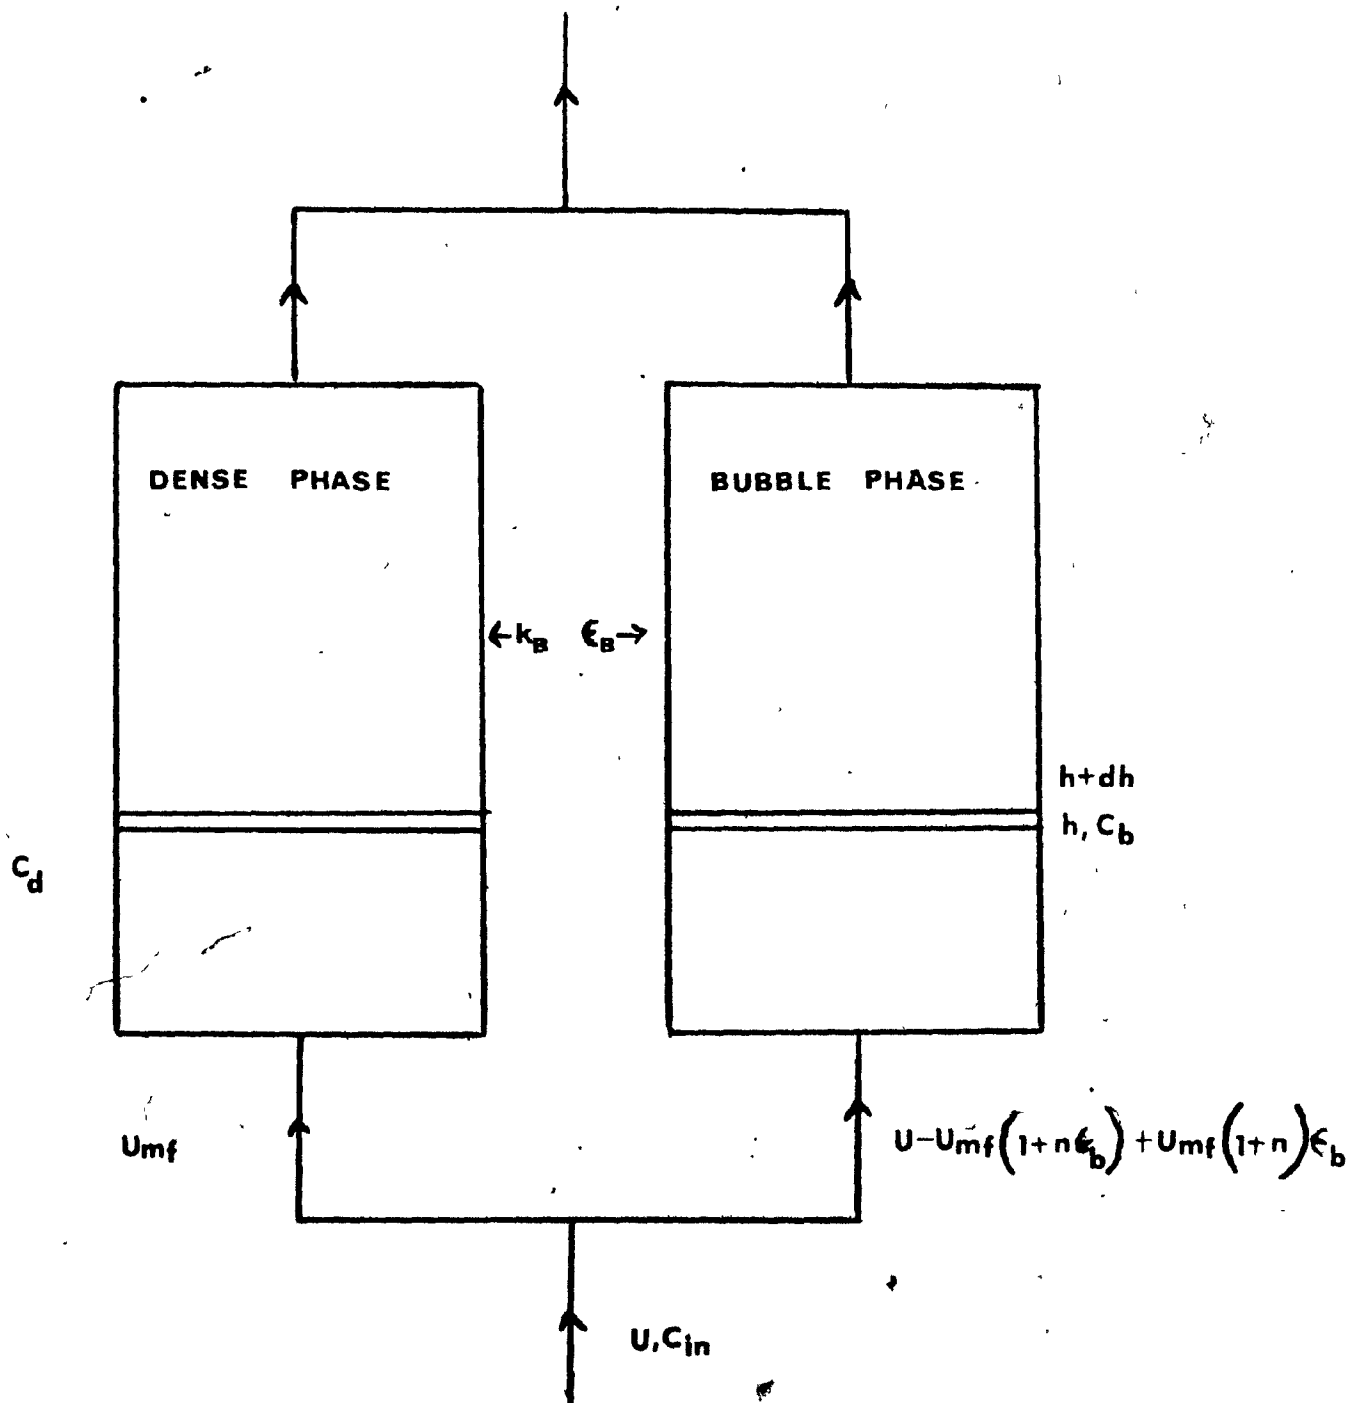 DENSE PHASE
BUBBLE PHASE
←k_B ϵ_B→
h+dh
h, C_b
C_d
U_mf
U-U_mf(1+nϵ_b)+U_mf(1+n)ϵ_b
U,C_in